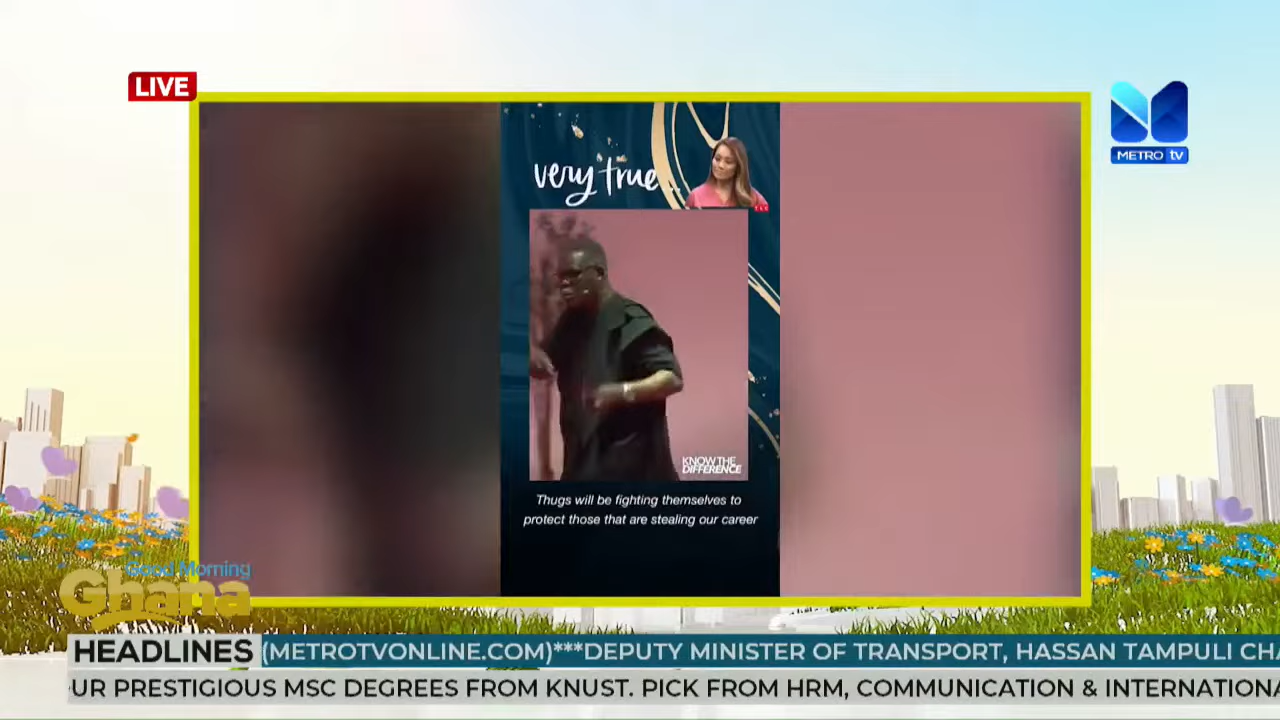 LIVE
METRO tv
very true
TLC
KNOW THE
DIFFERENCE
Thugs will be fighting themselves to
protect those that are stealing our career
Good Morning
Ghana
HEADLINES
(METROTVONLINE.COM)***DEPUTY MINISTER OF TRANSPORT, HASSAN TAMPULI CHA
UR PRESTIGIOUS MSC DEGREES FROM KNUST. PICK FROM HRM, COMMUNICATION & INTERNATIONA